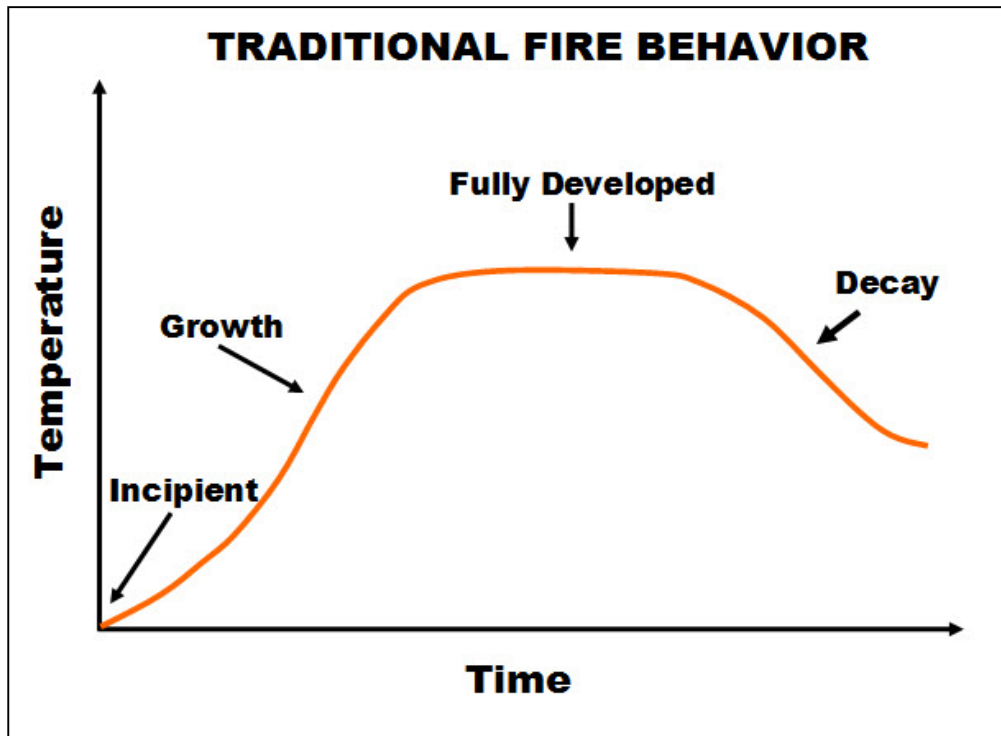 TRADITIONAL FIRE BEHAVIOR
Fully Developed
Decay
Growth
Incipient
Temperature
Time